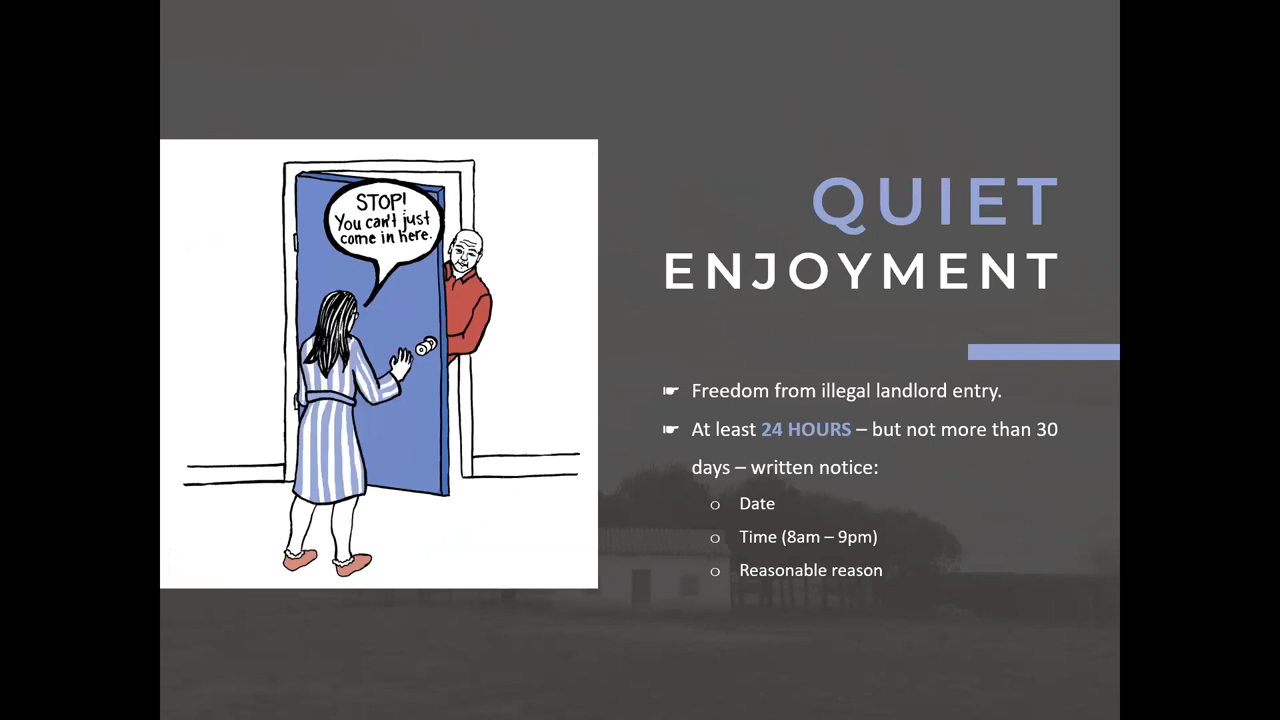 STOP!
You can't just
come in here.
QUIET
ENJOYMENT
☛ Freedom from illegal landlord entry.
☛ At least 24 HOURS – but not more than 30
days – written notice:
o Date
o Time (8am – 9pm)
o Reasonable reason